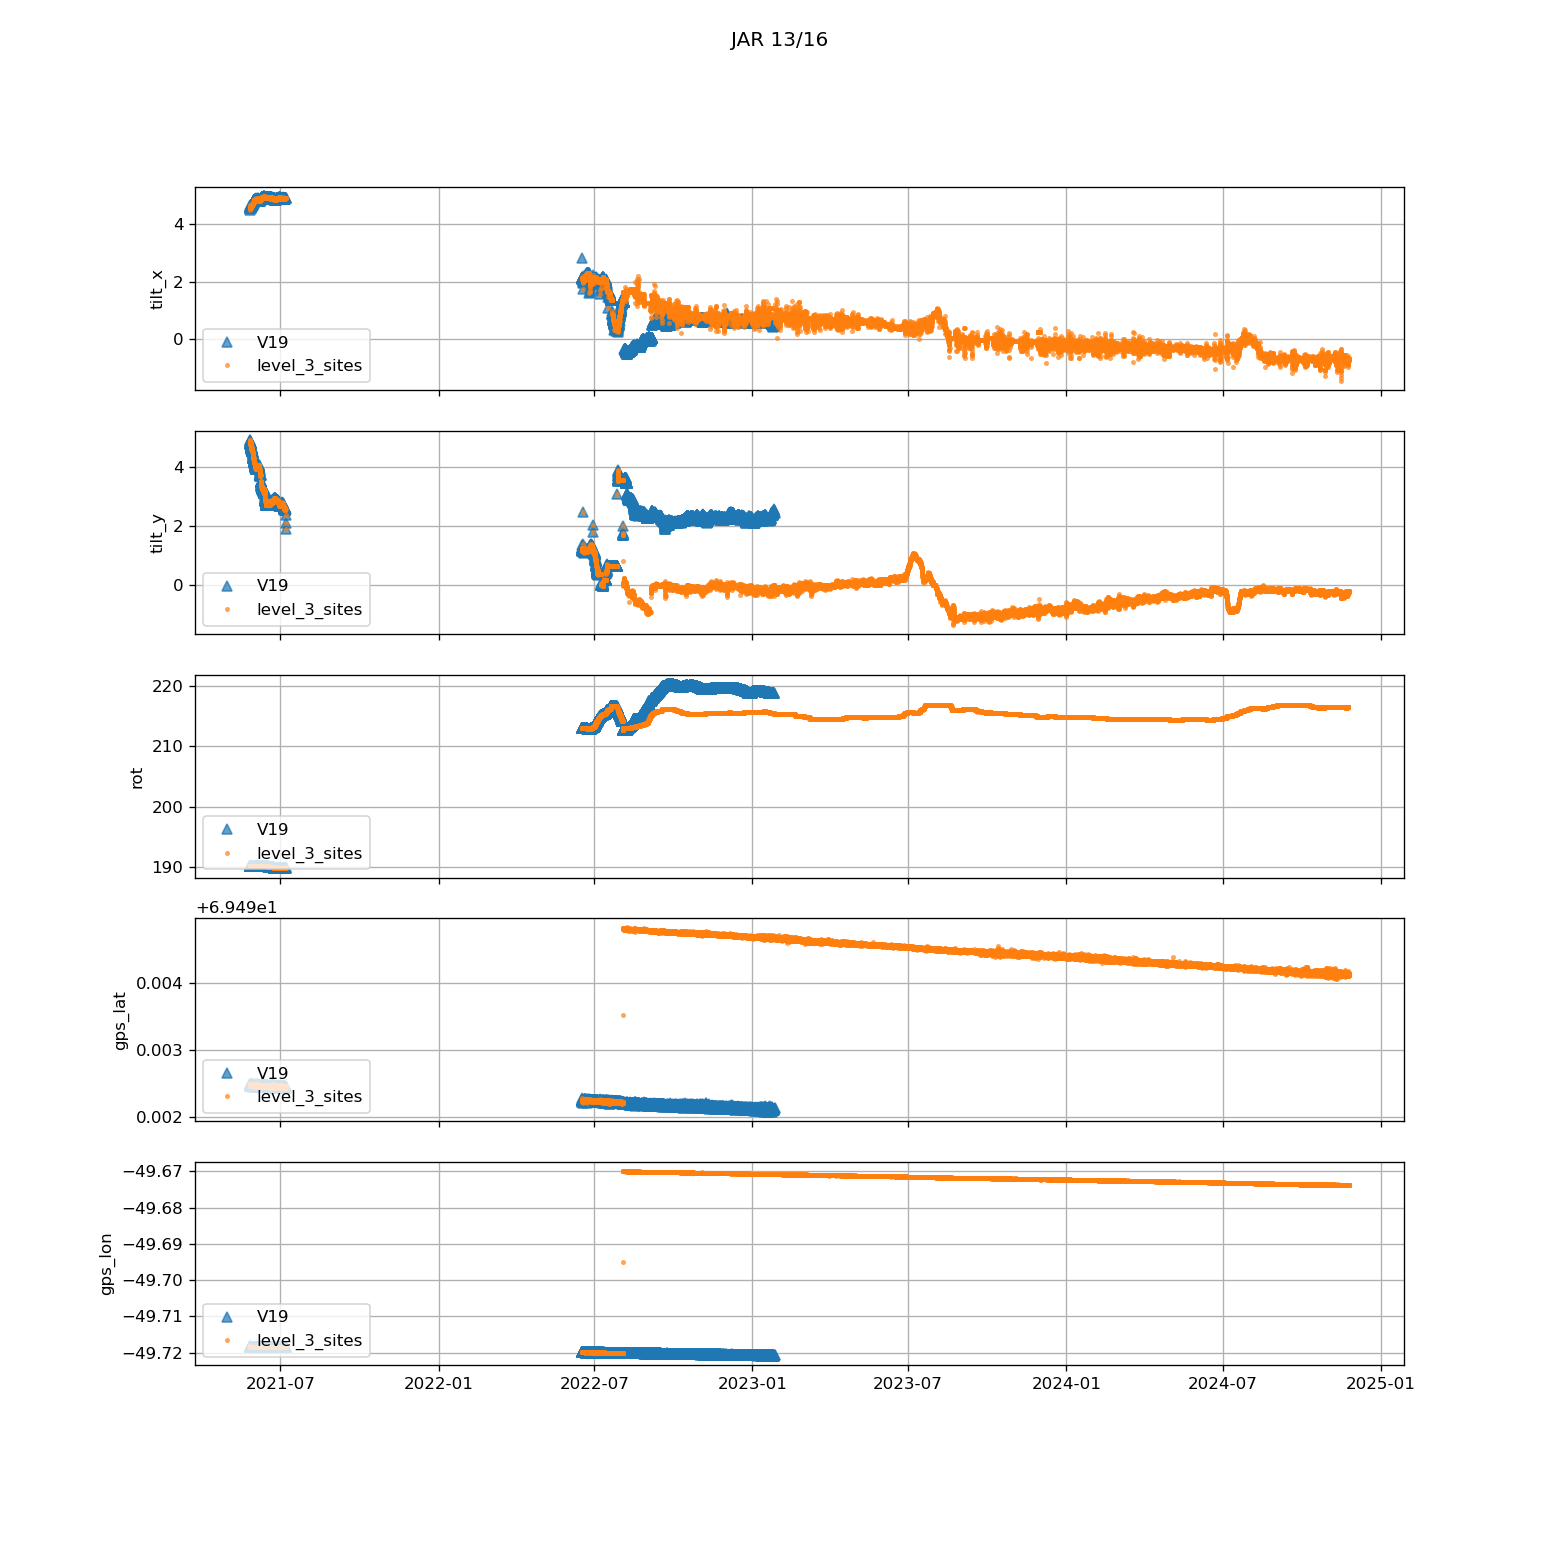 JAR 13/16
4
2
0
tilt_x
V19
level_3_sites
4
2
0
tilt_y
V19
level_3_sites
220
210
200
190
rot
V19
level_3_sites
+6.949e1
0.004
0.003
0.002
gps_lat
V19
level_3_sites
−49.67
−49.68
−49.69
−49.70
−49.71
−49.72
gps_lon
V19
level_3_sites
2021-07 2022-01 2022-07 2023-01 2023-07 2024-01 2024-07 2025-01